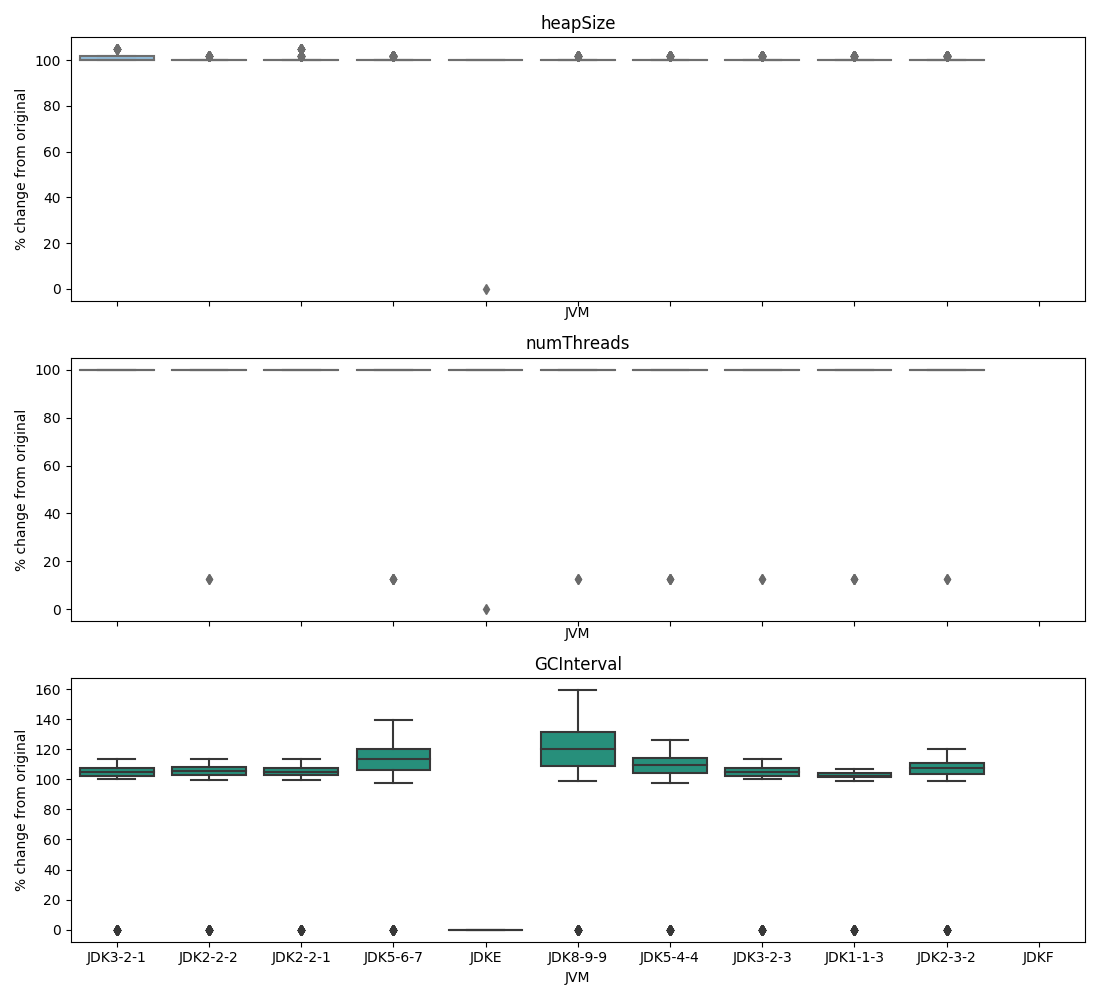 heapSize
% change from original
100
80
60
40
20
0
JVM
numThreads
% change from original
100
80
60
40
20
0
JVM
GCInterval
% change from original
160
140
120
100
80
60
40
20
0
JDK3-2-1 JDK2-2-2 JDK2-2-1 JDK5-6-7 JDKE JDK8-9-9 JDK5-4-4 JDK3-2-3 JDK1-1-3 JDK2-3-2 JDKF
JVM